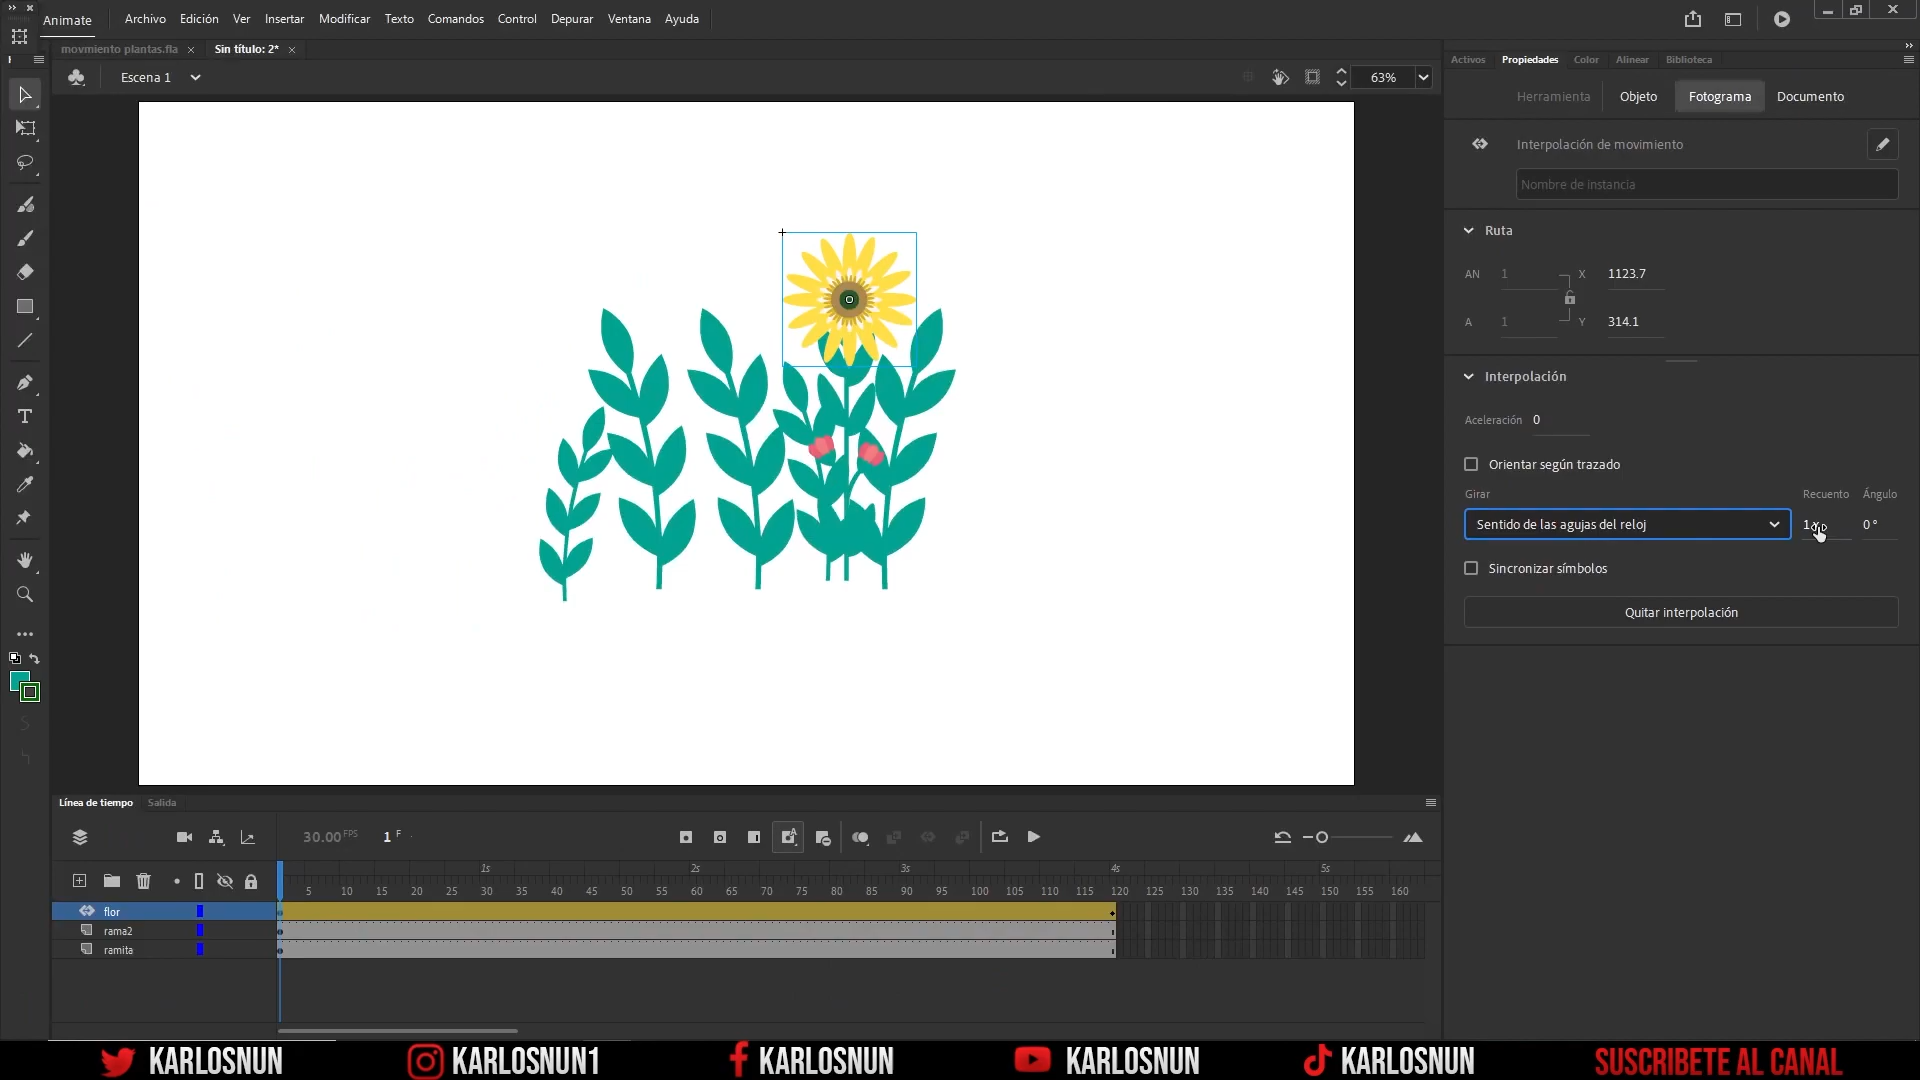 Animate
Archivo Edición Ver Insertar Modificar Texto Comandos Control Depurar Ventana Ayuda
movmiento plantas.fla
Sin título: 2*
Escena 1
63%
Activos Propiedades Color Alinear Biblioteca
Herramienta Objeto Fotograma Documento
Interpolación de movimiento
Nombre de instancia
Ruta
AN 1 X 1123.7
A 1 Y 314.1
Interpolación
Aceleración 0
Orientar según trazado
Girar Recuento Ángulo
Sentido de las agujas del reloj 1 x 0 °
Sincronizar símbolos
Quitar interpolación
Línea de tiempo Salida
30.00 FPS 1 F
1s 2s 3s 4s 5s
5 10 15 20 25 30 35 40 45 50 55 60 65 70 75 80 85 90 95 100 105 110 115 120 125 130 135 140 145 150 155 160
flor
rama2
ramita
KARLOSNUN KARLOSNUN1 KARLOSNUN KARLOSNUN KARLOSNUN SUSCRIBETE AL CANAL